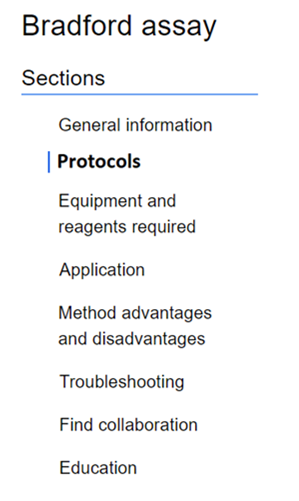 Bradford assay
Sections
General information
Protocols
Equipment and
reagents required
Application
Method advantages
and disadvantages
Troubleshooting
Find collaboration
Education